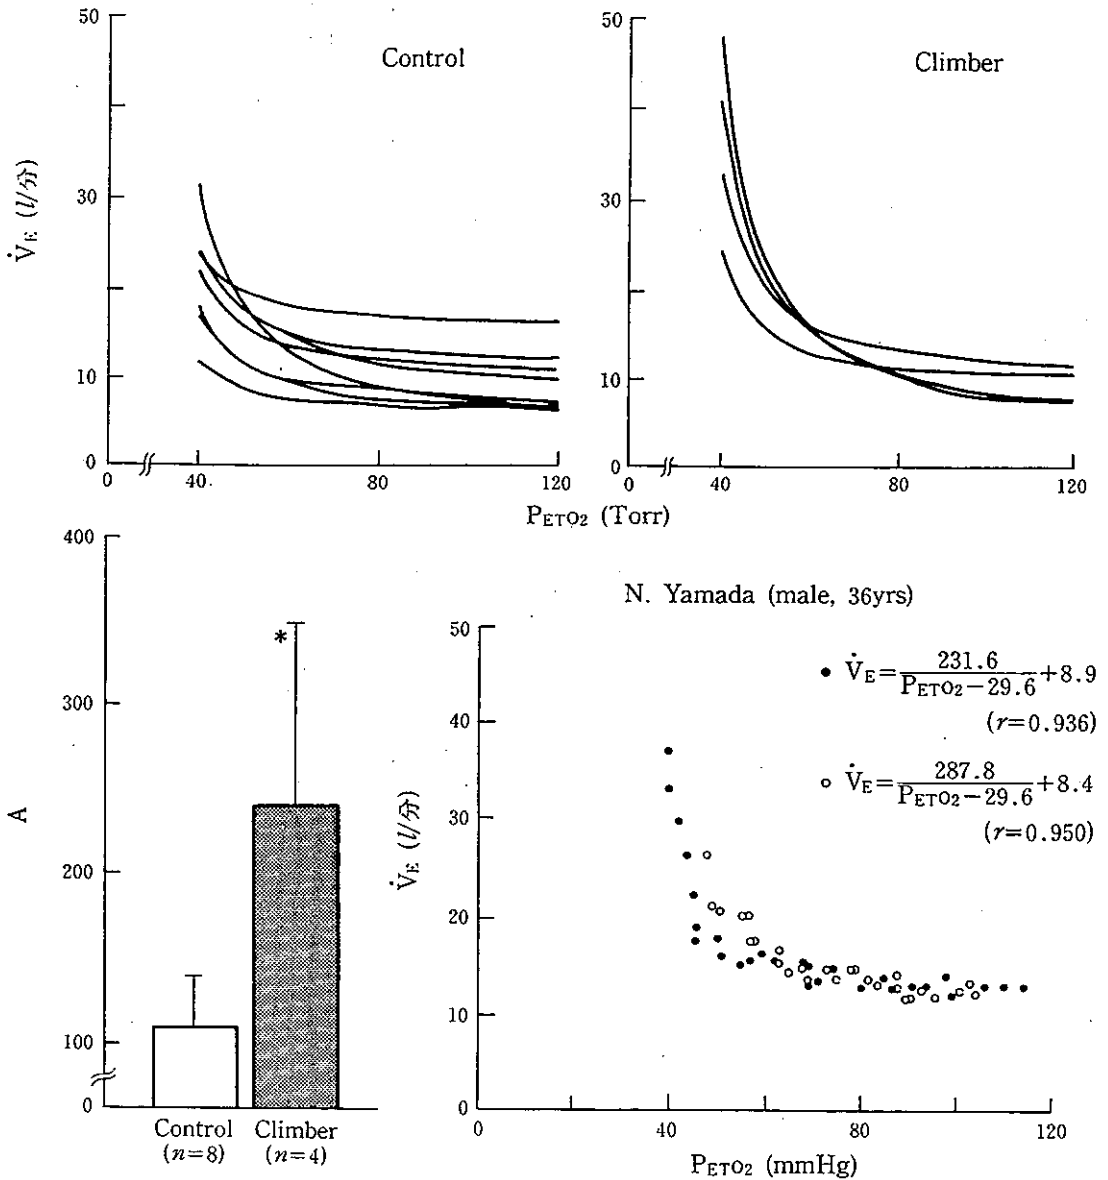 50
30
10
0
V̇E (l/分)
Control
0
40
80
120
50
30
10
0
Climber
0
40
80
120
PETO2 (Torr)
400
300
200
100
0
A
*
Control
(n=8)
Climber
(n=4)
N. Yamada (male, 36yrs)
50
40
30
20
10
0
V̇E (l/分)
● V̇E=231.6/(PETO2−29.6)+8.9
(r=0.936)
○ V̇E=287.8/(PETO2−29.6)+8.4
(r=0.950)
0
40
80
120
PETO2 (mmHg)